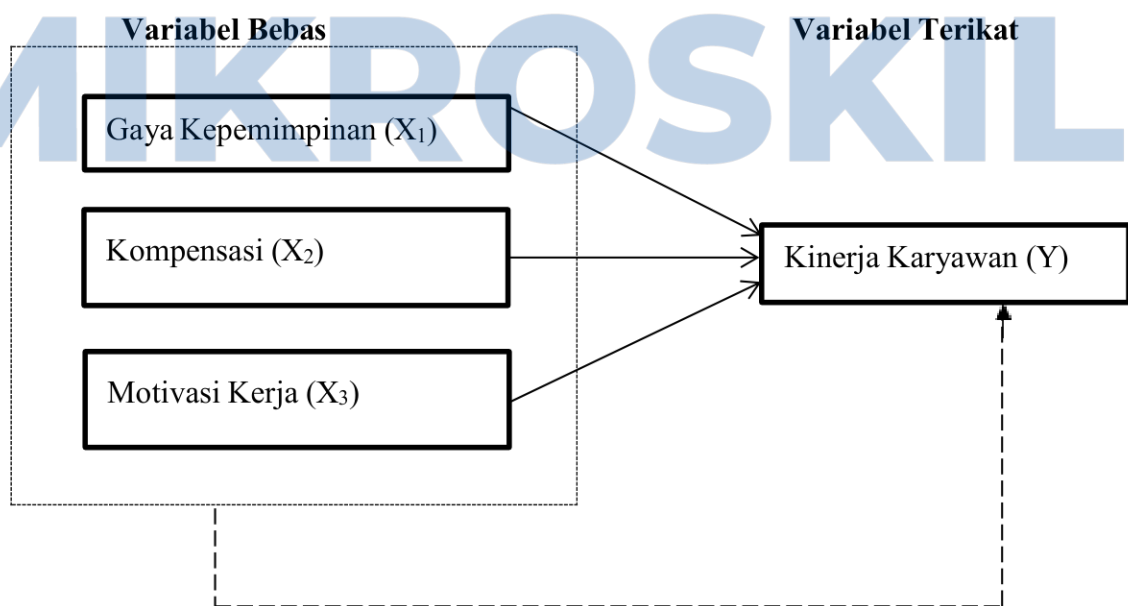 MIKROSKIL
Variabel Bebas
Variabel Terikat
Gaya Kepemimpinan (X₁)
Kompensasi (X₂)
Kinerja Karyawan (Y)
Motivasi Kerja (X₃)